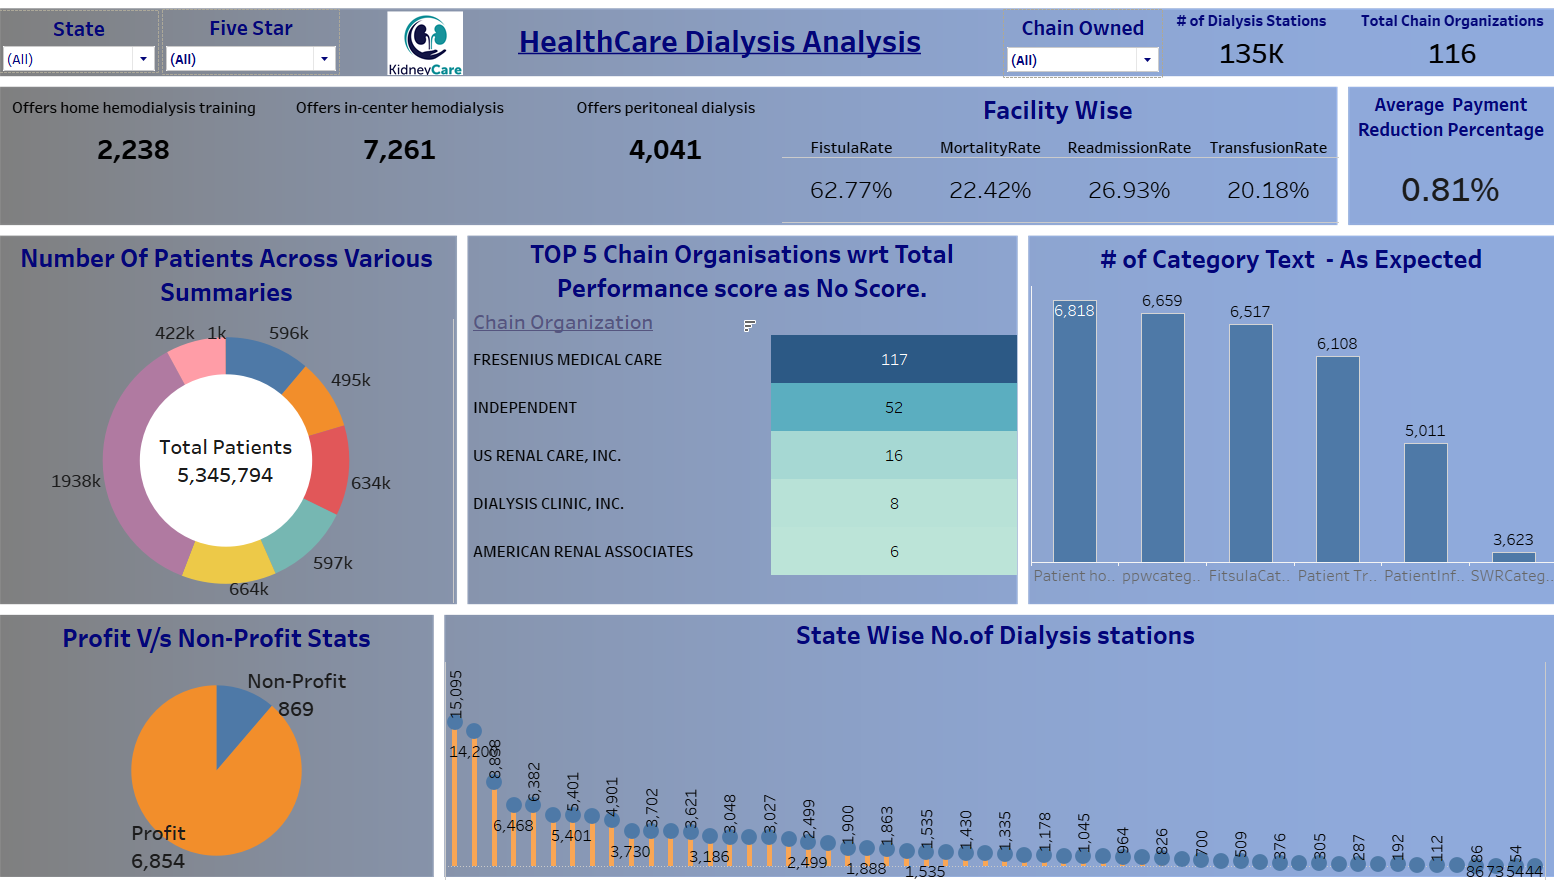 State
(All)
Five Star
(All)
KidneyCare
HealthCare Dialysis Analysis
Chain Owned
(All)
# of Dialysis Stations
135K
Total Chain Organizations
116
Offers home hemodialysis training
2,238
Offers in-center hemodialysis
7,261
Offers peritoneal dialysis
4,041
Facility Wise
FistulaRate MortalityRate ReadmissionRate TransfusionRate
62.77% 22.42% 26.93% 20.18%
Average Payment
Reduction Percentage
0.81%
Number Of Patients Across Various
Summaries
422k 1k 596k
495k
634k
597k
664k
1938k
Total Patients
5,345,794
TOP 5 Chain Organisations wrt Total
Performance score as No Score.
Chain Organization
FRESENIUS MEDICAL CARE 117
INDEPENDENT 52
US RENAL CARE, INC. 16
DIALYSIS CLINIC, INC. 8
AMERICAN RENAL ASSOCIATES 6
# of Category Text - As Expected
6,818
6,659
6,517
6,108
5,011
3,623
Patient ho.. ppwcateg.. FitsulaCat.. Patient Tr.. PatientInf.. SWRCateg..
Profit V/s Non-Profit Stats
Non-Profit
869
Profit
6,854
State Wise No.of Dialysis stations
15,095
6,468
6,382
5,401
5,401
4,901
3,730
3,702
3,621
3,186
3,048
3,027
2,499
2,499
1,900
1,888
1,863
1,535
1,535
1,430
1,335
1,178
1,045
964
826
700
509
376
305
287
192
112
86
86
73
54
54
44